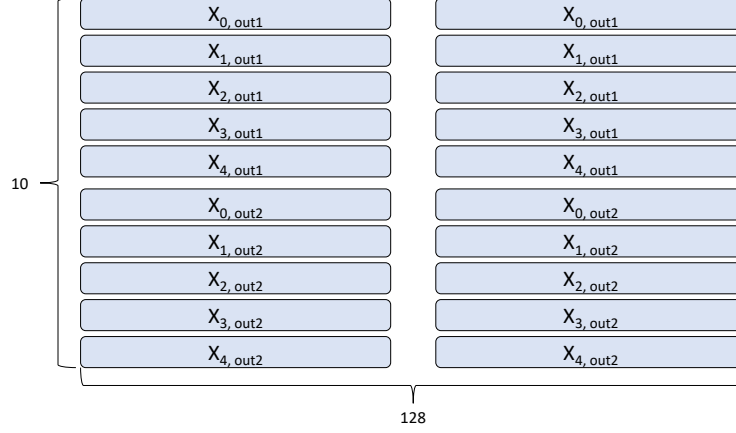 X0, out1 X0, out1
X1, out1 X1, out1
X2, out1 X2, out1
X3, out1 X3, out1
X4, out1 X4, out1
10
X0, out2 X0, out2
X1, out2 X1, out2
X2, out2 X2, out2
X3, out2 X3, out2
X4, out2 X4, out2
128